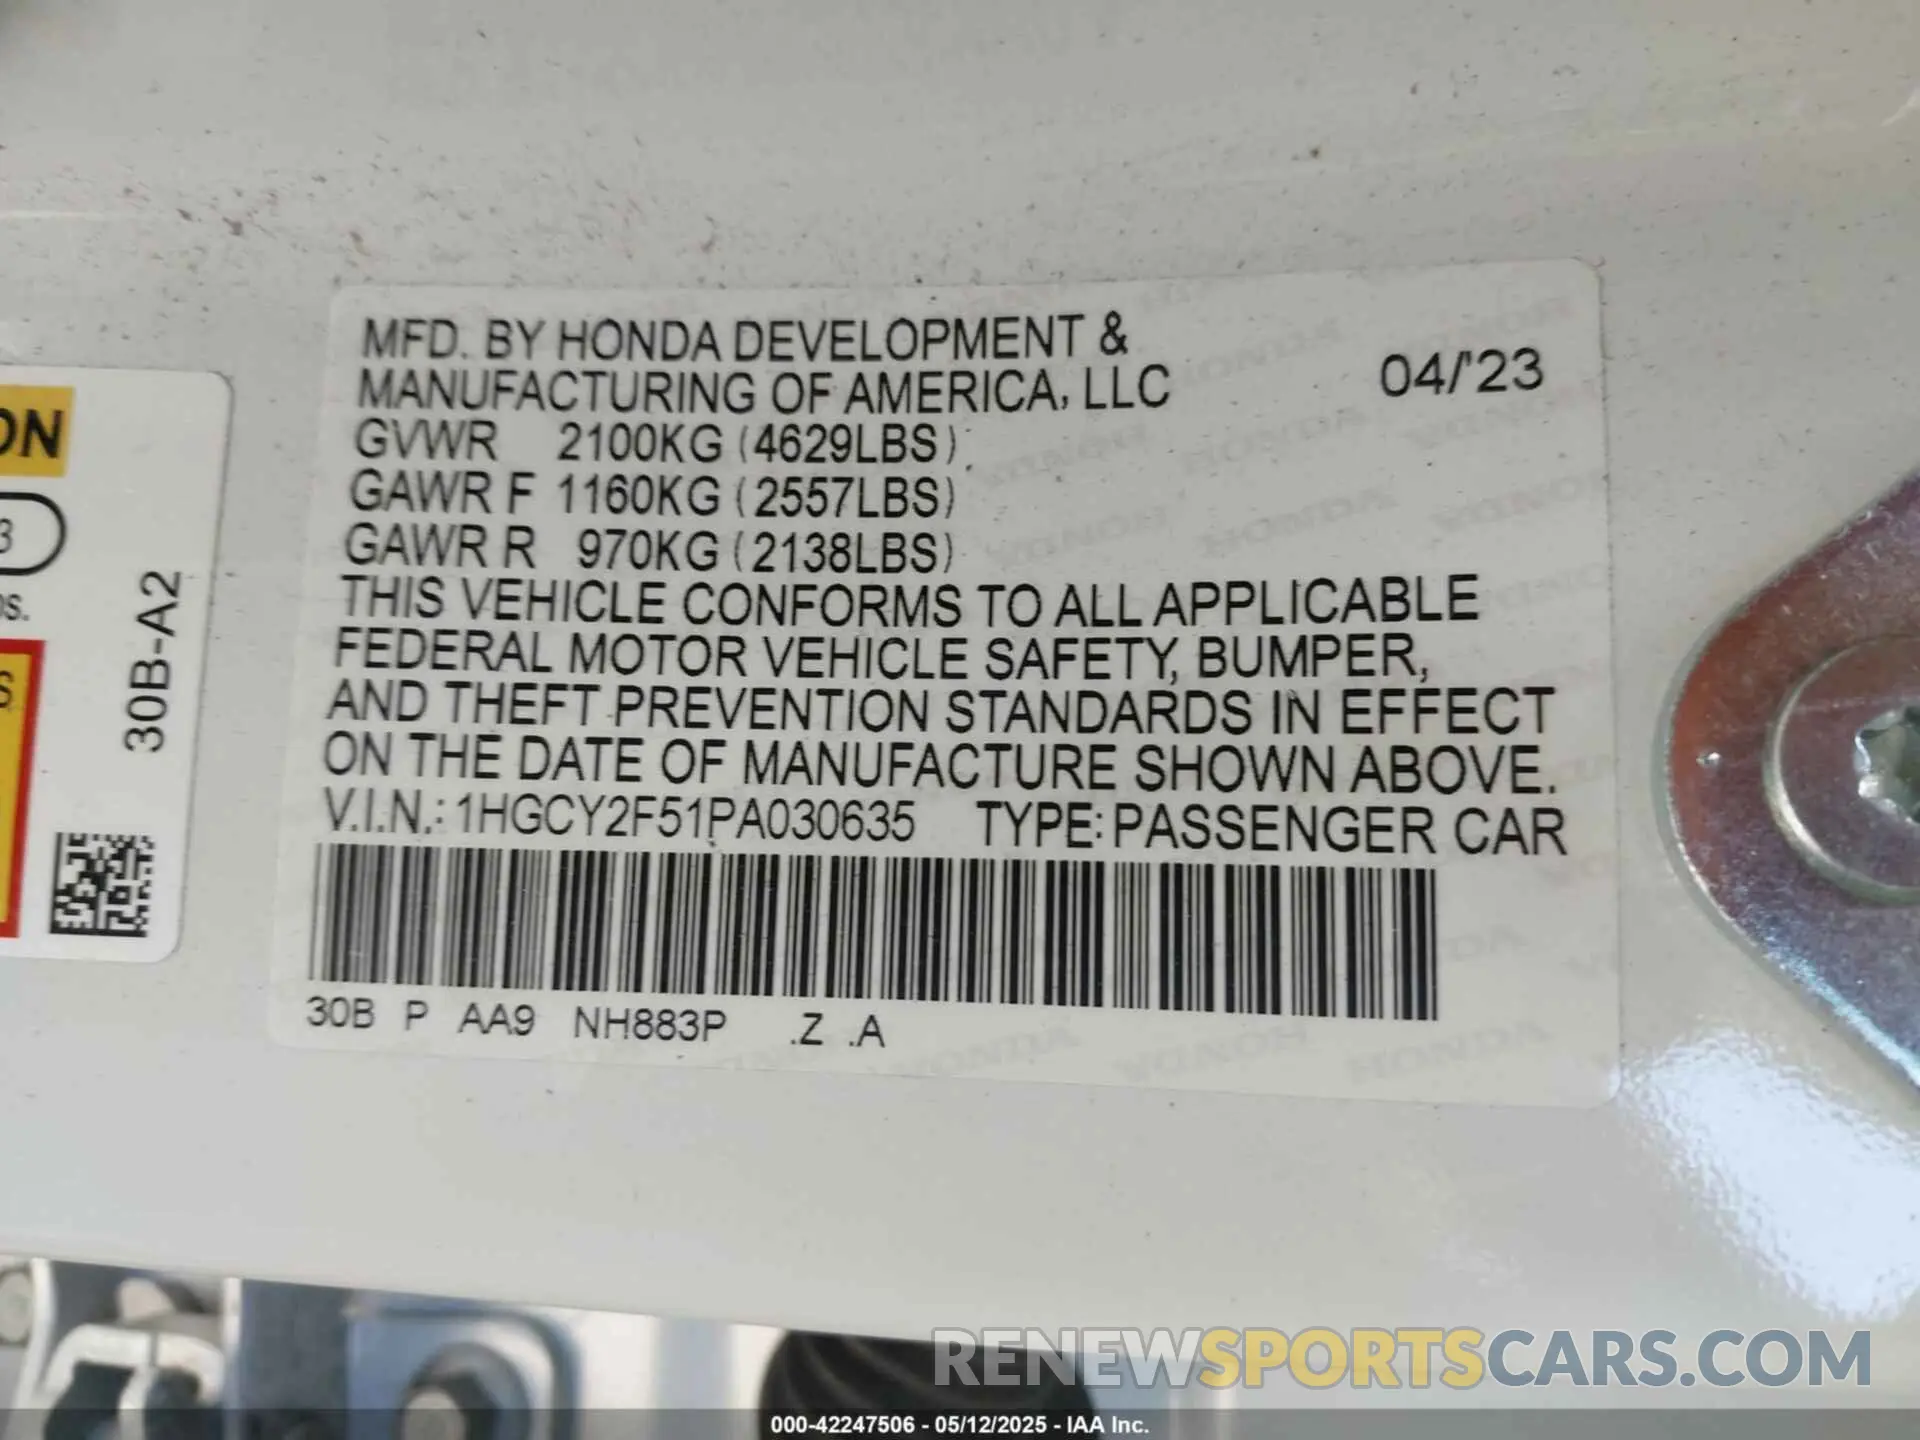 MFD. BY HONDA DEVELOPMENT &
MANUFACTURING OF AMERICA, LLC 04/'23
GVWR 2100KG (4629LBS)
GAWR F 1160KG (2557LBS)
GAWR R 970KG (2138LBS)
THIS VEHICLE CONFORMS TO ALL APPLICABLE
FEDERAL MOTOR VEHICLE SAFETY, BUMPER,
AND THEFT PREVENTION STANDARDS IN EFFECT
ON THE DATE OF MANUFACTURE SHOWN ABOVE.
V.I.N.: 1HGCY2F51PA030635 TYPE: PASSENGER CAR
30B P AA9 NH883P .Z .A
30B-A2
RENEWSPORTSCARS.COM
000-42247506 - 05/12/2025 - IAA Inc.